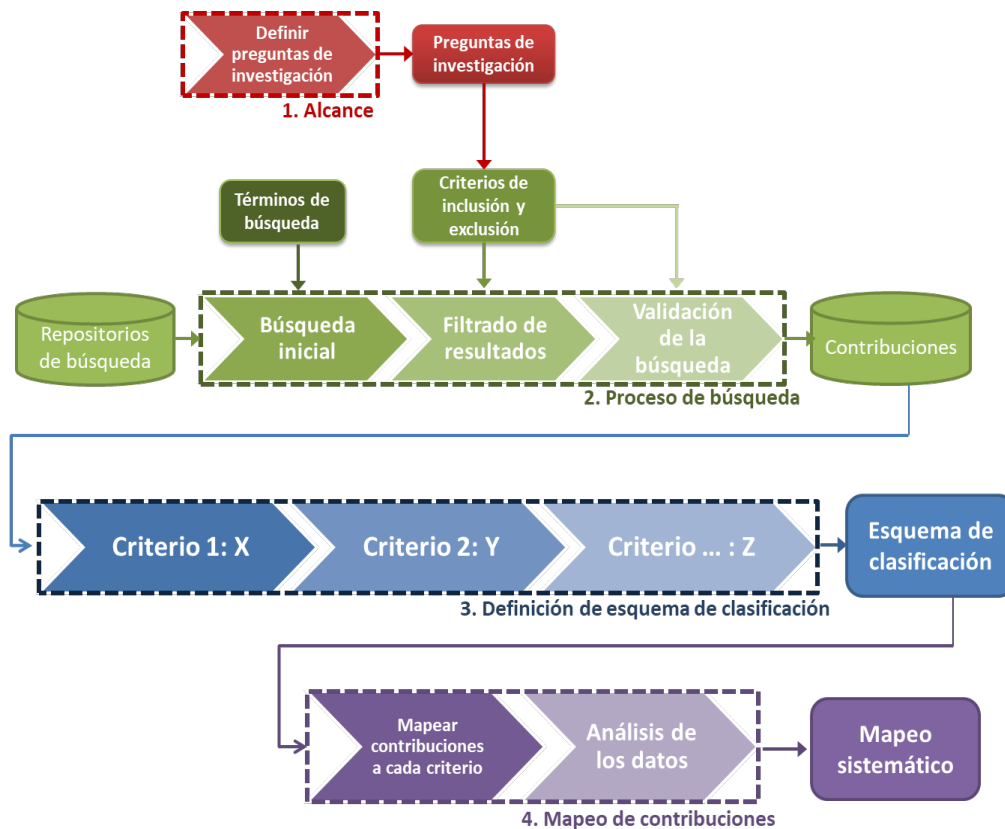 Definir
preguntas de
investigación
Preguntas de
investigación
1. Alcance
Términos de
búsqueda
Criterios de
inclusión y
exclusión
Repositorios
de búsqueda
Búsqueda
inicial
Filtrado de
resultados
Validación
de la
búsqueda
Contribuciones
2. Proceso de búsqueda
Criterio 1: X
Criterio 2: Y
Criterio ... : Z
Esquema de
clasificación
3. Definición de esquema de clasificación
Mapear
contribuciones
a cada criterio
Análisis de
los datos
Mapeo
sistemático
4. Mapeo de contribuciones